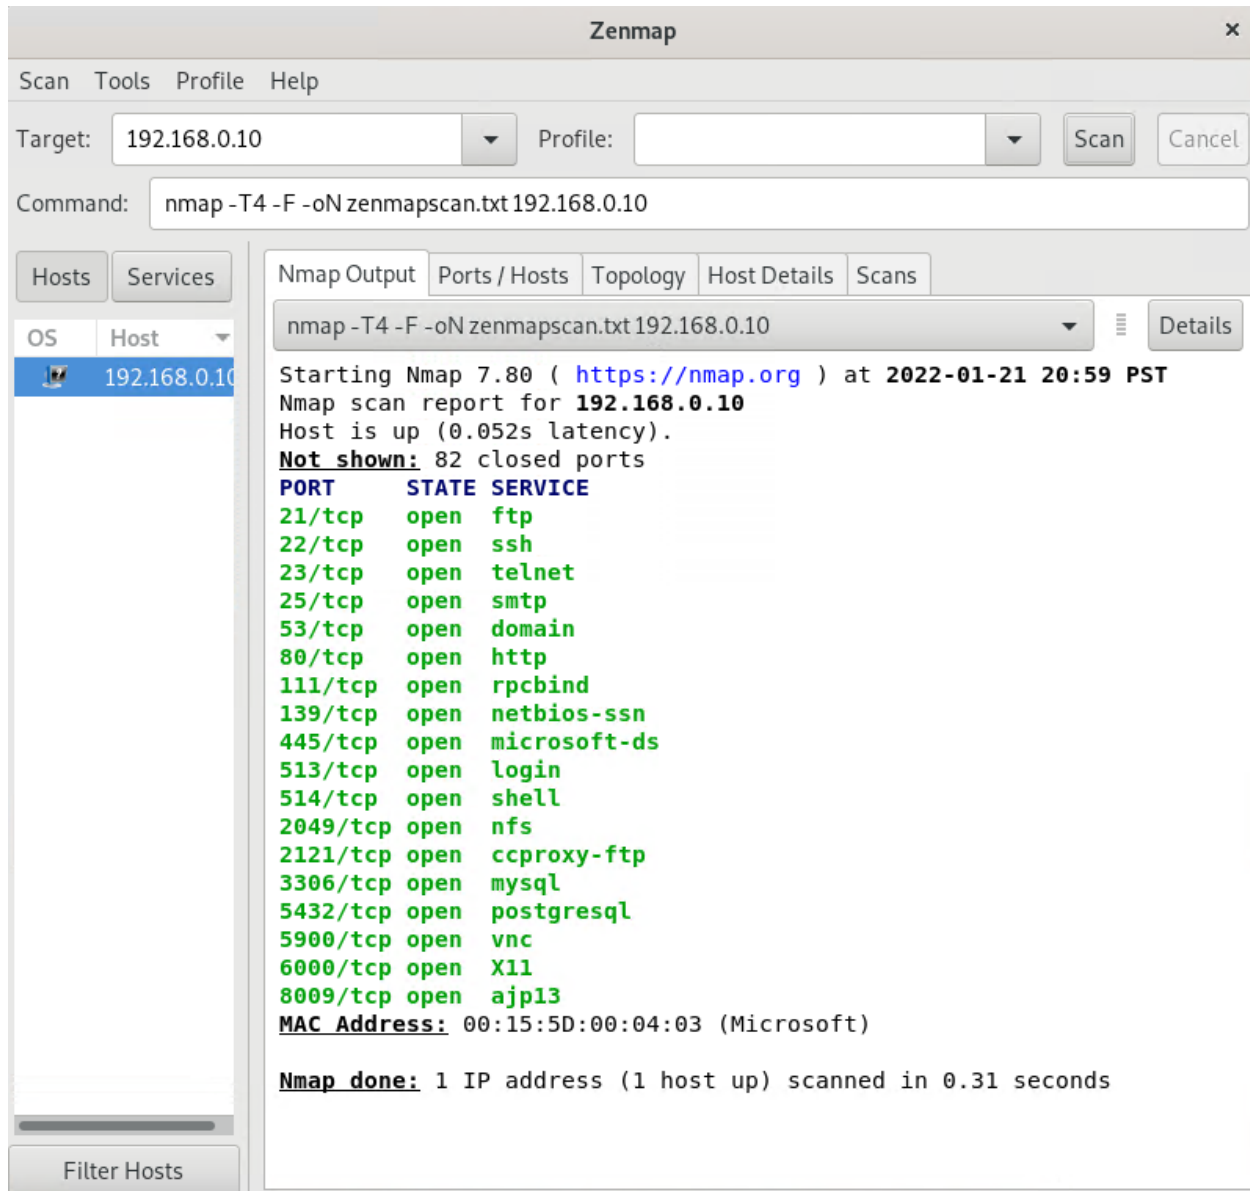 Zenmap ×
Scan Tools Profile Help
Target: 192.168.0.10 Profile: Scan Cancel
Command: nmap -T4 -F -oN zenmapscan.txt 192.168.0.10
Hosts Services
OS Host
192.168.0.10
Filter Hosts
Nmap Output Ports / Hosts Topology Host Details Scans
nmap -T4 -F -oN zenmapscan.txt 192.168.0.10 Details
Starting Nmap 7.80 ( https://nmap.org ) at 2022-01-21 20:59 PST
Nmap scan report for 192.168.0.10
Host is up (0.052s latency).
Not shown: 82 closed ports
PORT STATE SERVICE
21/tcp open ftp
22/tcp open ssh
23/tcp open telnet
25/tcp open smtp
53/tcp open domain
80/tcp open http
111/tcp open rpcbind
139/tcp open netbios-ssn
445/tcp open microsoft-ds
513/tcp open login
514/tcp open shell
2049/tcp open nfs
2121/tcp open ccproxy-ftp
3306/tcp open mysql
5432/tcp open postgresql
5900/tcp open vnc
6000/tcp open X11
8009/tcp open ajp13
MAC Address: 00:15:5D:00:04:03 (Microsoft)
Nmap done: 1 IP address (1 host up) scanned in 0.31 seconds